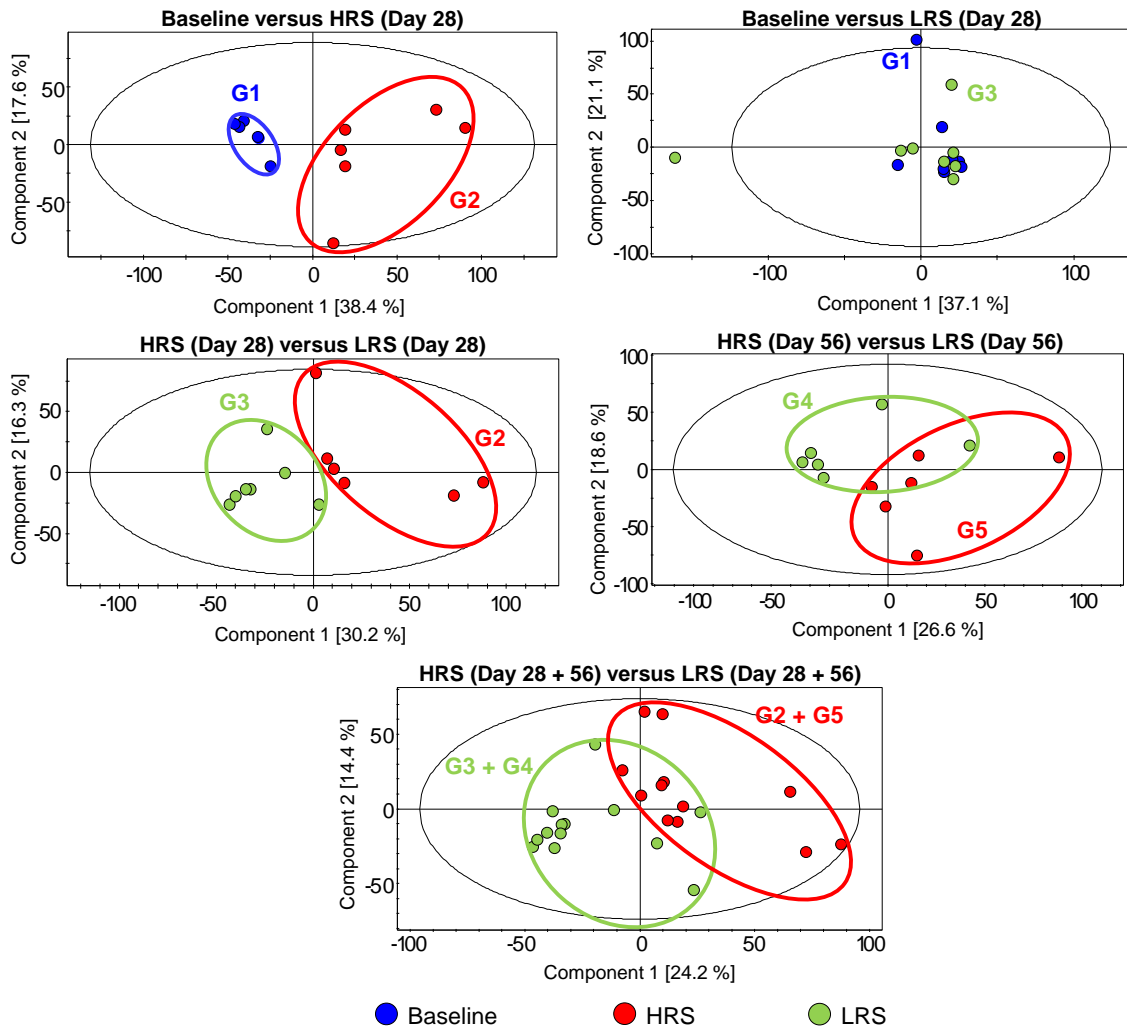 Baseline versus HRS (Day 28)
Component 2 [17.6 %]
50
0
-50
G1
G2
-100
-50
0
50
100
Component 1 [38.4 %]
Baseline versus LRS (Day 28)
Component 2 [21.1 %]
100
50
0
-50
-100
G1
G3
-100
0
100
Component 1 [37.1 %]
HRS (Day 28) versus LRS (Day 28)
Component 2 [16.3 %]
50
0
-50
G3
G2
-100
-50
0
50
100
Component 1 [30.2 %]
HRS (Day 56) versus LRS (Day 56)
Component 2 [18.6 %]
100
50
0
-50
-100
G4
G5
-100
-50
0
50
100
Component 1 [26.6 %]
HRS (Day 28 + 56) versus LRS (Day 28 + 56)
Component 2 [14.4 %]
50
0
-50
G2 + G5
G3 + G4
-100
-50
0
50
100
Component 1 [24.2 %]
Baseline HRS LRS